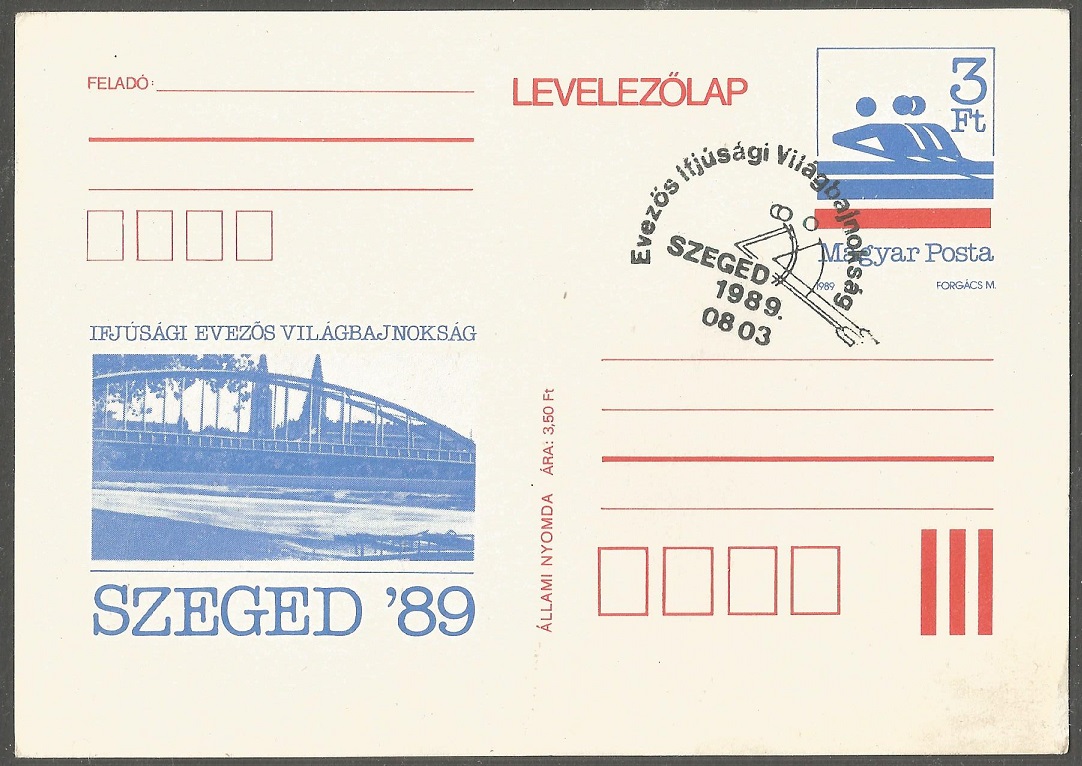 FELADÓ:
LEVELEZŐLAP
3
Ft
Evezős Ifjúsági Világbajnokság
SZEGED
1989.
08 03
Magyar Posta
1989
FORGÁCS M.
IFJÚSÁGI EVEZŐS VILÁGBAJNOKSÁG
SZEGED '89
ÁLLAMI NYOMDA ÁRA: 3,50 Ft